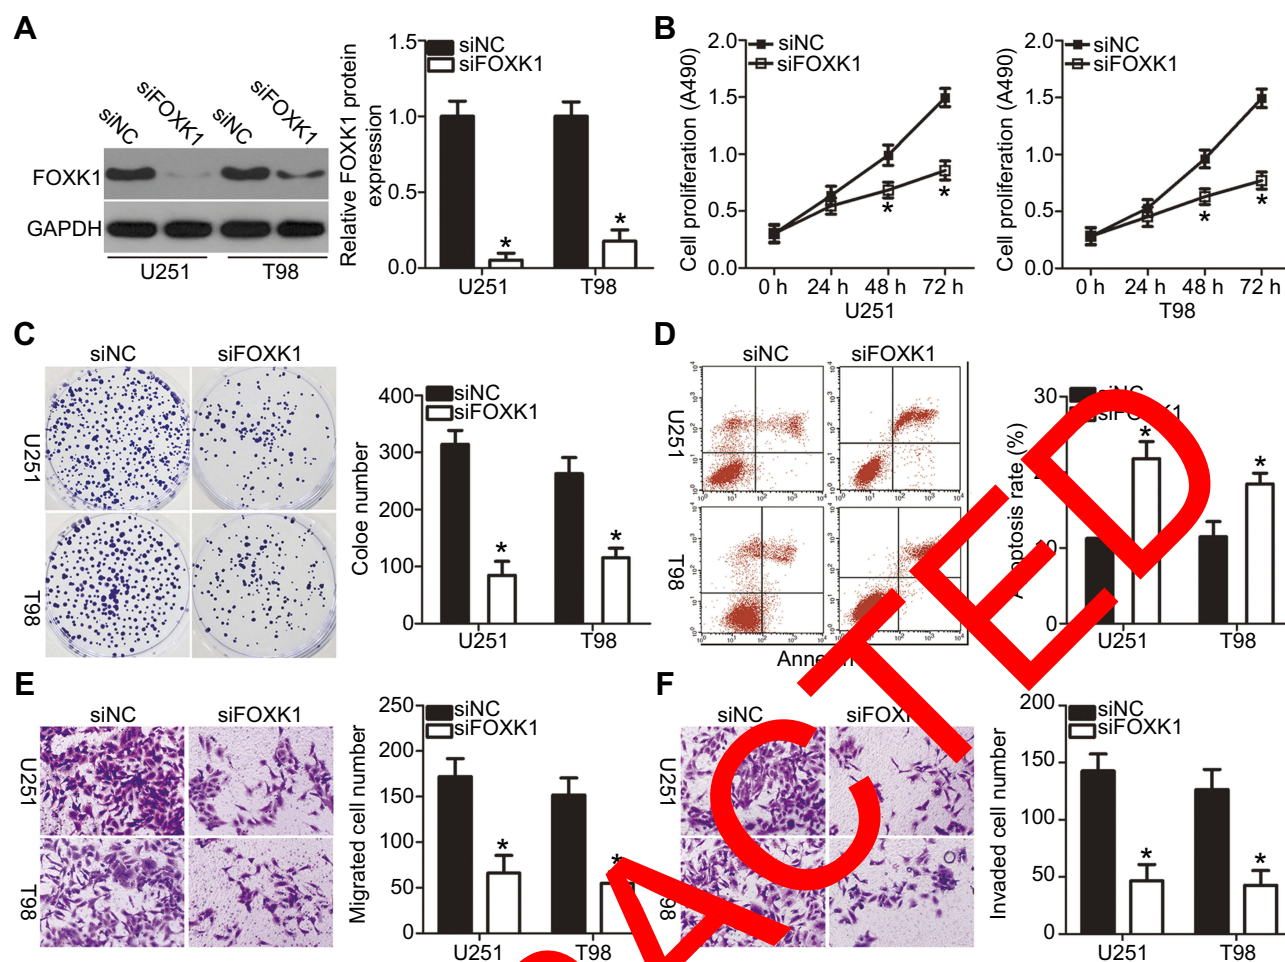 A
siNC
siFOXK1
siNC
siFOXK1
FOXK1
GAPDH
U251
T98
Relative FOXK1 protein
expression
1.5
1.0
0.5
0.0
siNC
siFOXK1
*
*
U251
T98
B
Cell proliferation (A490)
2.0
1.5
1.0
0.5
0.0
siNC
siFOXK1
*
*
0 h
24 h
48 h
72 h
U251
Cell proliferation (A490)
2.0
1.5
1.0
0.5
0.0
siNC
siFOXK1
*
*
0 h
24 h
48 h
72 h
T98
C
siNC
siFOXK1
U251
T98
Coloe number
400
300
200
100
0
siNC
siFOXK1
*
*
U251
T98
D
siNC
siFOXK1
U251
T98
30
0
siNC
siFOXK1
*
*
U251
T98
E
siNC
siFOXK1
U251
T98
Migrated cell number
250
200
150
100
50
0
siNC
siFOXK1
*
*
U251
T98
F
siNC
U251
Invaded cell number
200
150
100
50
0
siNC
siFOXK1
*
*
U251
T98
ACTED